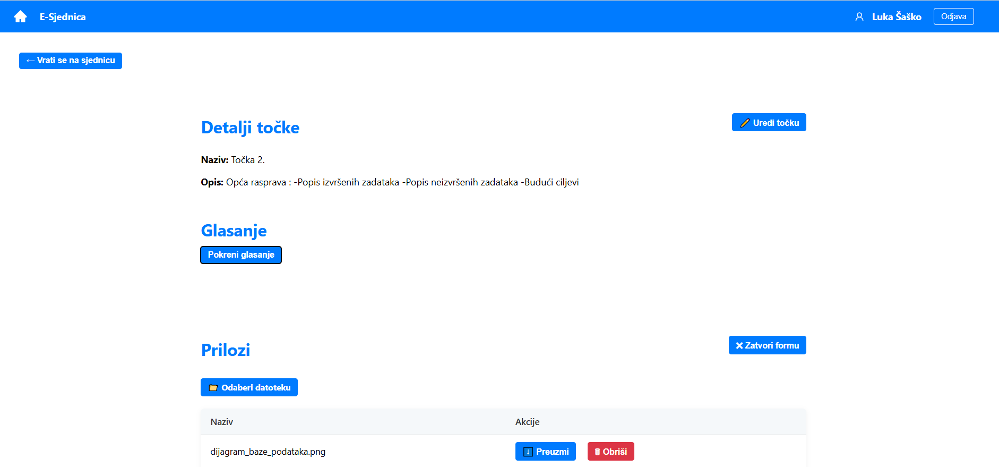 E-Sjednica
Luka Šaško
Odjava
← Vrati se na sjednicu
Detalji točke
Uredi točku
Naziv: Točka 2.
Opis: Opća rasprava : -Popis izvršenih zadataka -Popis neizvršenih zadataka -Budući ciljevi
Glasanje
Pokreni glasanje
Prilozi
Zatvori formu
Odaberi datoteku
Naziv
Akcije
dijagram_baze_podataka.png
Preuzmi
Obriši